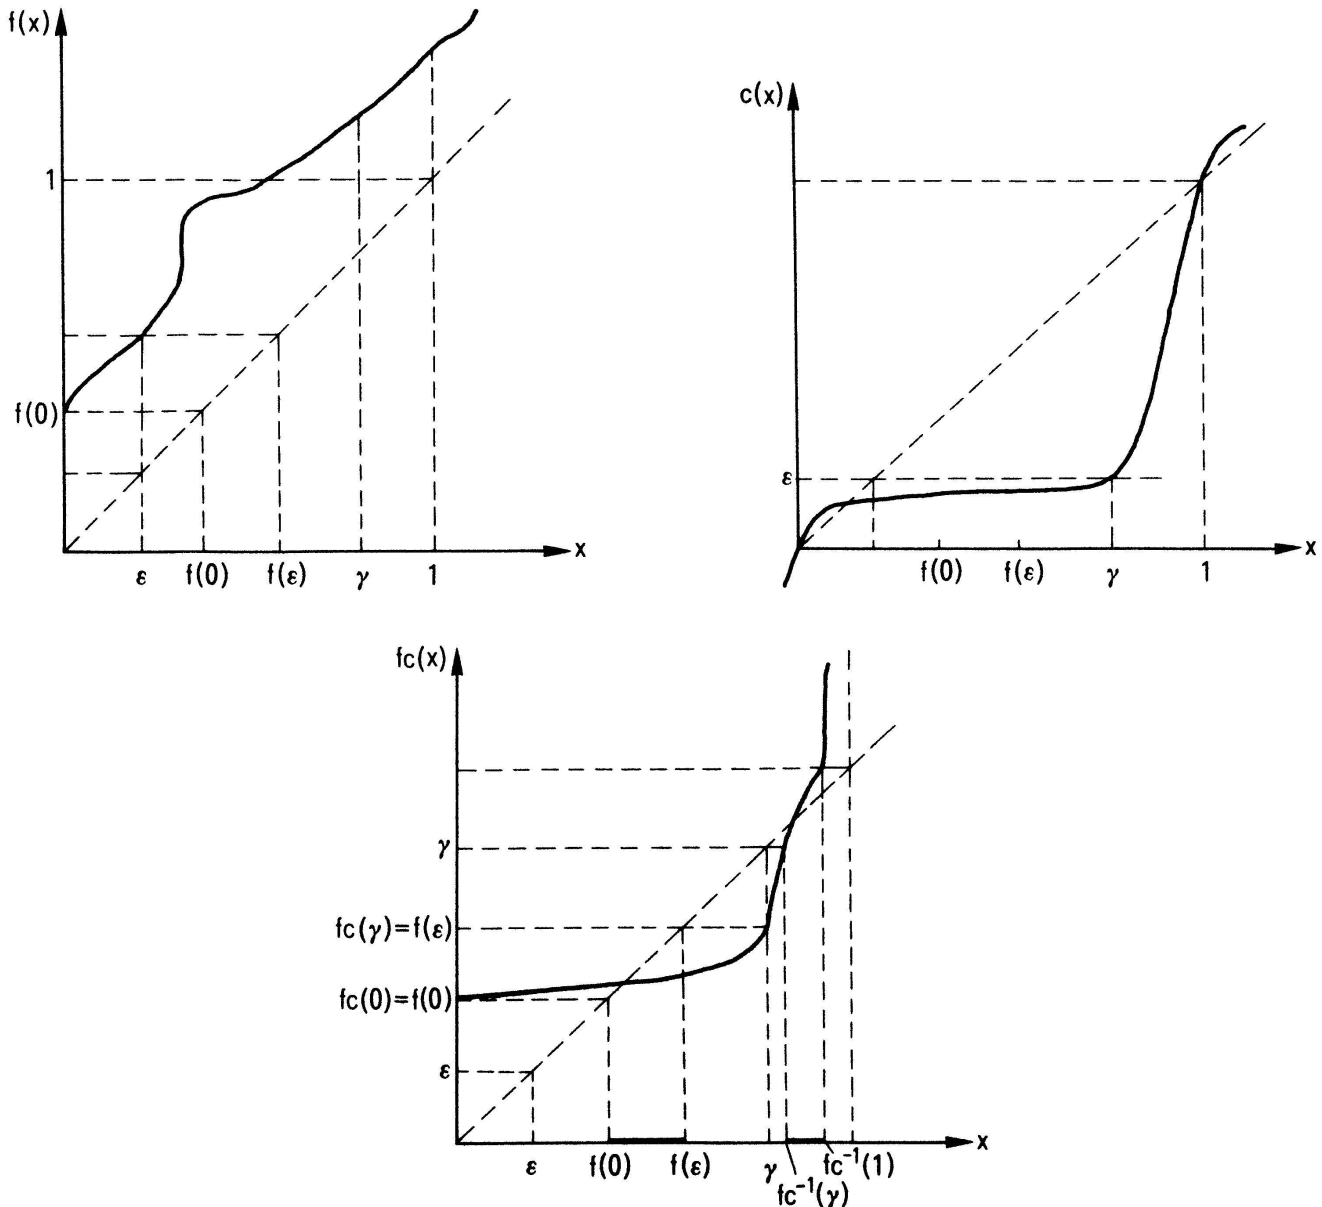 f(x)
1
f(0)
ε f(0) f(ε) γ 1 x
c(x)
ε
f(0) f(ε) γ 1 x
fc(x)
γ
fc(γ)=f(ε)
fc(0)=f(0)
ε
ε f(0) f(ε) γ fc⁻¹(1) x
fc⁻¹(γ)